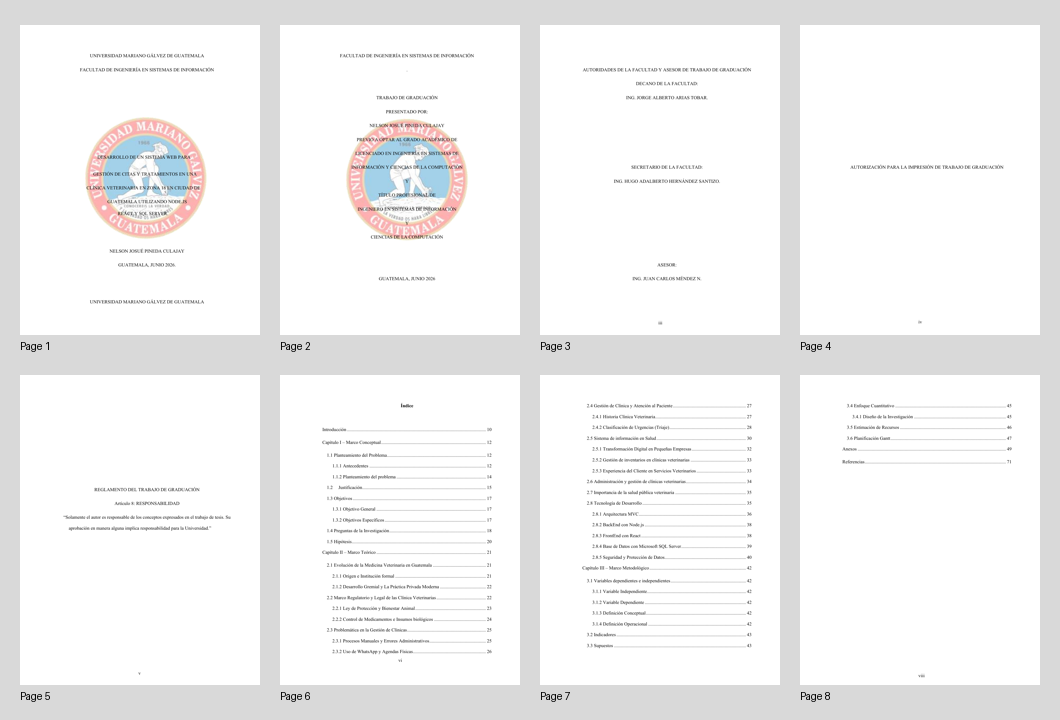 UNIVERSIDAD MARIANO GÁLVEZ DE GUATEMALA
FACULTAD DE INGENIERÍA EN SISTEMAS DE INFORMACIÓN
DESARROLLO DE UN SISTEMA WEB PARA
GESTIÓN DE CITAS Y TRATAMIENTOS EN UNA
CLÍNICA VETERINARIA EN ZONA 18 EN CIUDAD DE
GUATEMALA UTILIZANDO NODE.JS
REACT Y SQL SERVER
NELSON JOSUÉ PINEDA CULAJAY
GUATEMALA, JUNIO 2026.
UNIVERSIDAD MARIANO GÁLVEZ DE GUATEMALA
Page 1
FACULTAD DE INGENIERÍA EN SISTEMAS DE INFORMACIÓN
TRABAJO DE GRADUACIÓN
PRESENTADO POR:
NELSON JOSUÉ PINEDA CULAJAY
PREVIO A OPTAR AL GRADO ACADÉMICO DE
LICENCIADO EN INGENIERÍA EN SISTEMAS DE
INFORMACIÓN Y CIENCIAS DE LA COMPUTACIÓN
Y
TÍTULO PROFESIONAL DE
INGENIERO EN SISTEMAS DE INFORMACIÓN
Y
CIENCIAS DE LA COMPUTACIÓN
GUATEMALA, JUNIO 2026
Page 2
AUTORIDADES DE LA FACULTAD Y ASESOR DE TRABAJO DE GRADUACIÓN
DECANO DE LA FACULTAD:
ING. JORGE ALBERTO ARIAS TOBAR.
SECRETARIO DE LA FACULTAD:
ING. HUGO ADALBERTO HERNÁNDEZ SANTIZO.
ASESOR:
ING. JUAN CARLOS MÉNDEZ N.
iii
Page 3
AUTORIZACIÓN PARA LA IMPRESIÓN DE TRABAJO DE GRADUACIÓN
iv
Page 4
REGLAMENTO DEL TRABAJO DE GRADUACIÓN
Artículo 8: RESPONSABILIDAD
"Solamente el autor es responsable de los conceptos expresados en el trabajo de tesis. Su
aprobación en manera alguna implica responsabilidad para la Universidad."
v
Page 5
Índice
Introducción 10
Capítulo I – Marco Conceptual 12
1.1 Planteamiento del Problema 12
1.1.1 Antecedentes 12
1.1.2 Planteamiento del problema 14
1.2 Justificación 15
1.3 Objetivos 17
1.3.1 Objetivo General 17
1.3.2 Objetivos Específicos 17
1.4 Preguntas de la Investigación 18
1.5 Hipótesis 20
Capítulo II – Marco Teórico 21
2.1 Evolución de la Medicina Veterinaria en Guatemala 21
2.1.1 Origen e Institución formal 21
2.1.2 Desarrollo Gremial y La Práctica Privada Moderna 22
2.2 Marco Regulatorio y Legal de las Clínica Veterinarias 22
2.2.1 Ley de Protección y Bienestar Animal 23
2.2.2 Control de Medicamentos e Insumos biológicos 24
2.3 Problemática en la Gestión de Clínicas 25
2.3.1 Procesos Manuales y Errores Administrativos 25
2.3.2 Uso de WhatsApp y Agendas Físicas 26
vi
Page 6
2.4 Gestión de Clínica y Atención al Paciente 27
2.4.1 Historia Clínica Veterinaria 27
2.4.2 Clasificación de Urgencias (Triaje) 28
2.5 Sistema de información en Salud 30
2.5.1 Transformación Digital en Pequeñas Empresas 32
2.5.2 Gestión de inventarios en clínicas veterinarias 33
2.5.3 Experiencia del Cliente en Servicios Veterinarios 33
2.6 Administración y gestión de clínicas veterinarias 34
2.7 Importancia de la salud pública veterinaria 35
2.8 Tecnología de Desarrollo 35
2.8.1 Arquitectura MVC 36
2.8.2 BackEnd con Node.js 38
2.8.3 FrontEnd con React 38
2.8.4 Base de Datos con Microsoft SQL Server 39
2.8.5 Seguridad y Protección de Datos 40
Capítulo III – Marco Metodológico 42
3.1 Variables dependientes e independientes 42
3.1.1 Variable Independiente 42
3.1.2 Variable Dependiente 42
3.1.3 Definición Conceptual 42
3.1.4 Definición Operacional 42
3.2 Indicadores 43
3.3 Supuestos 43
Page 7
3.4 Enfoque Cuantitativo 45
3.4.1 Diseño de la Investigación 45
3.5 Estimación de Recursos 46
3.6 Planificación Gantt 47
Anexos 49
Referencias 71
viii
Page 8